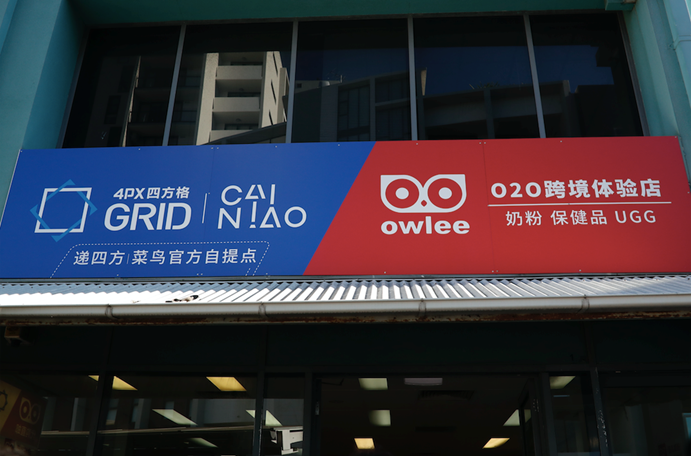 4PX四方格
GRID
CAI
NIAO
递四方 | 菜鸟官方自提点
owlee
O2O跨境体验店
奶粉 保健品 UGG